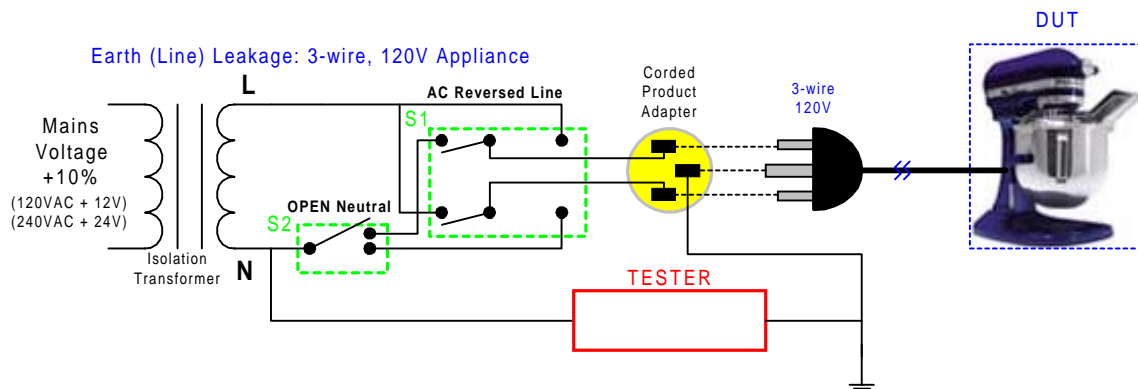 DUT
Earth (Line) Leakage: 3-wire, 120V Appliance
L
AC Reversed Line
Corded
Product
Adapter
3-wire
120V
S1
Mains
Voltage
+10%
(120VAC + 12V)
(240VAC + 24V)
OPEN Neutral
S2
Isolation
Transformer
N
TESTER